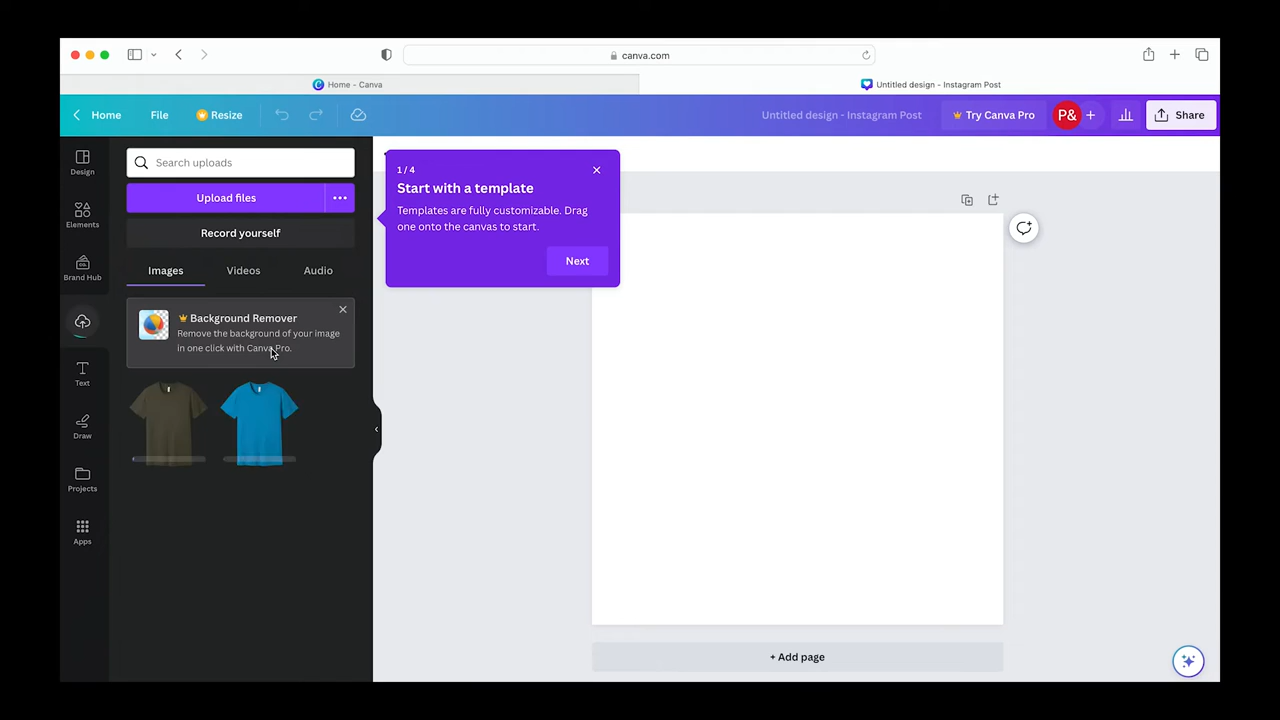 canva.com
Home - Canva
Untitled design - Instagram Post
Home
File
Resize
Untitled design - Instagram Post
Try Canva Pro
P&
Share
Design
Elements
Brand Hub
Text
Draw
Projects
Apps
Search uploads
Upload files
Record yourself
Images
Videos
Audio
Background Remover
Remove the background of your image
in one click with Canva Pro.
1 / 4
Start with a template
Templates are fully customizable. Drag
one onto the canvas to start.
Next
+ Add page